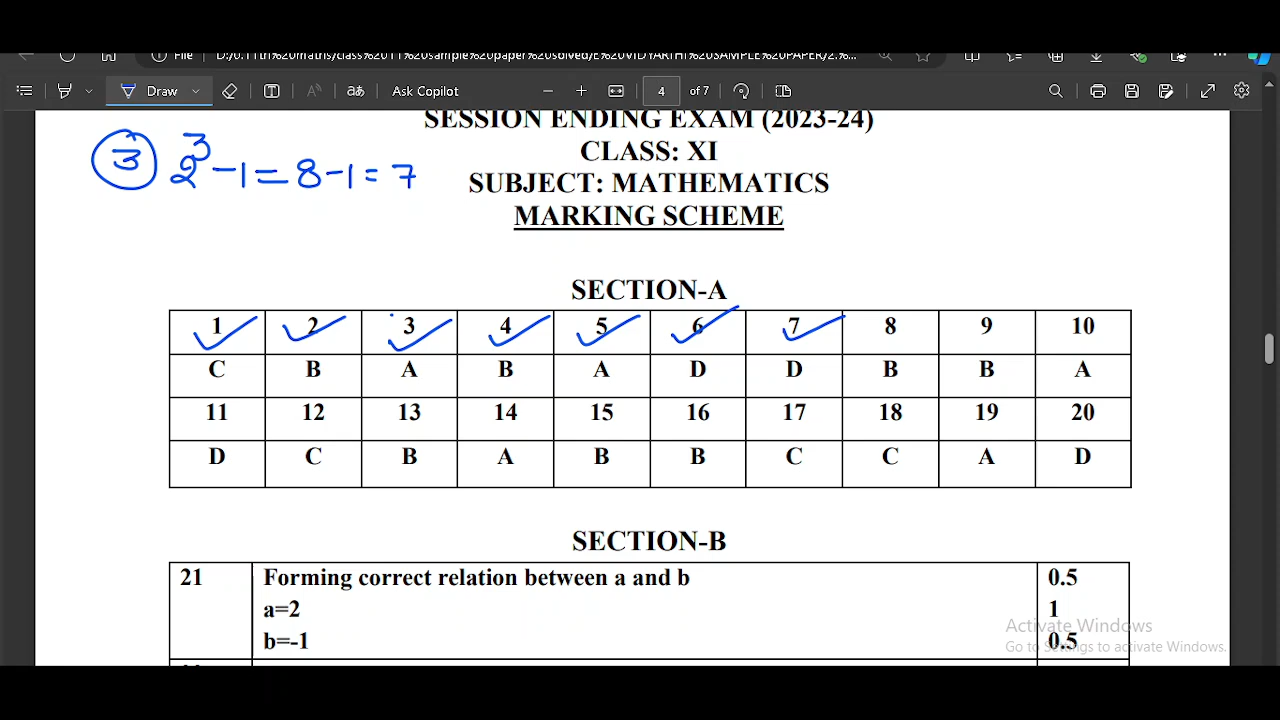 File D:/0.11th%20maths/class%2011%20sample%20paper%20solved/E%20VIDYARTHI%20SAMPLE%20PAPER/2.%...
Draw Ask Copilot 4 of 7
SESSION ENDING EXAM (2023-24)
3 2³-1=8-1=7
CLASS: XI
SUBJECT: MATHEMATICS
MARKING SCHEME
SECTION-A
1 2 3 4 5 6 7 8 9 10
C B A B A D D B B A
11 12 13 14 15 16 17 18 19 20
D C B A B B C C A D
SECTION-B
21 Forming correct relation between a and b 0.5
a=2 1
b=-1 0.5
Activate Windows
Go to Settings to activate Windows.